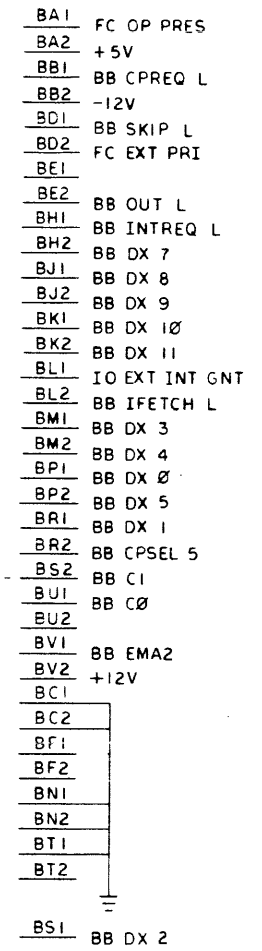 BA1 FC OP PRES
BA2 +5V
BB1 BB CPREQ L
BB2 -12V
BD1 BB SKIP L
BD2 FC EXT PRI
BE1
BE2 BB OUT L
BH1 BB INTREQ L
BH2 BB DX 7
BJ1 BB DX 8
BJ2 BB DX 9
BK1 BB DX 1Ø
BK2 BB DX 11
BL1 IO EXT INT GNT
BL2 BB IFETCH L
BM1 BB DX 3
BM2 BB DX 4
BP1 BB DX Ø
BP2 BB DX 5
BR1 BB DX 1
BR2 BB CPSEL 5
BS2 BB C1
BU1 BB CØ
BU2
BV1 BB EMA2
BV2 +12V
BC1
BC2
BF1
BF2
BN1
BN2
BT1
BT2
BS1 BB DX 2